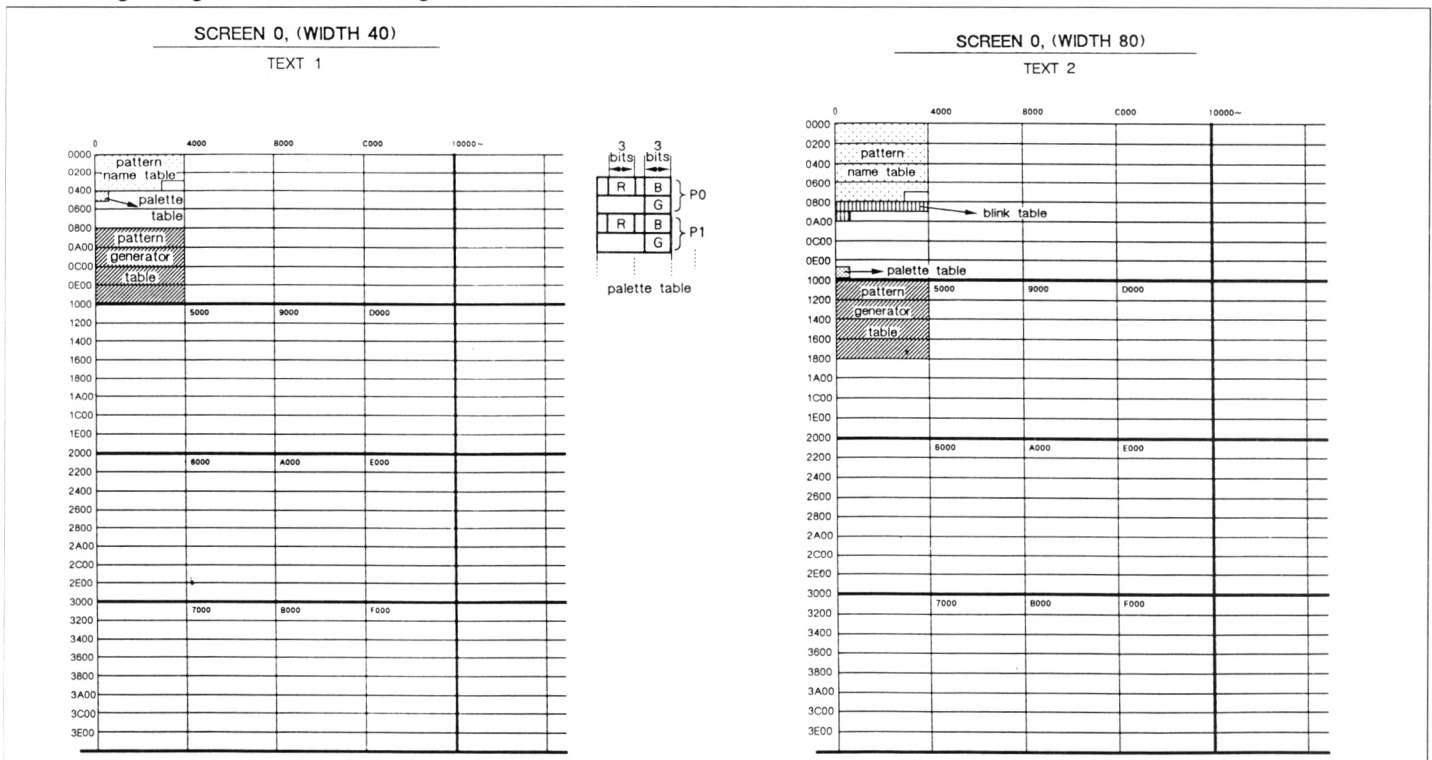 SCREEN 0, (WIDTH 40)
TEXT 1
0 4000 8000 C000 10000~
0000
pattern
0200
name table
0400
palette
0600
table
0800
pattern
0A00
generator
0C00
table
0E00
1000
5000 9000 D000
1200
1400
1600
1800
1A00
1C00
1E00
2000
6000 A000 E000
2200
2400
2600
2800
2A00
2C00
2E00
3000
7000 B000 F000
3200
3400
3600
3800
3A00
3C00
3E00
3 3
bits bits
R B
P0
G
R B
P1
G
palette table
SCREEN 0, (WIDTH 80)
TEXT 2
0 4000 8000 C000 10000~
0000
0200
pattern
0400
name table
0600
0800
blink table
0A00
0C00
0E00
palette table
1000
pattern 5000 9000 D000
1200
generator
1400
table
1600
1800
1A00
1C00
1E00
2000
6000 A000 E000
2200
2400
2600
2800
2A00
2C00
2E00
3000
7000 B000 F000
3200
3400
3600
3800
3A00
3C00
3E00